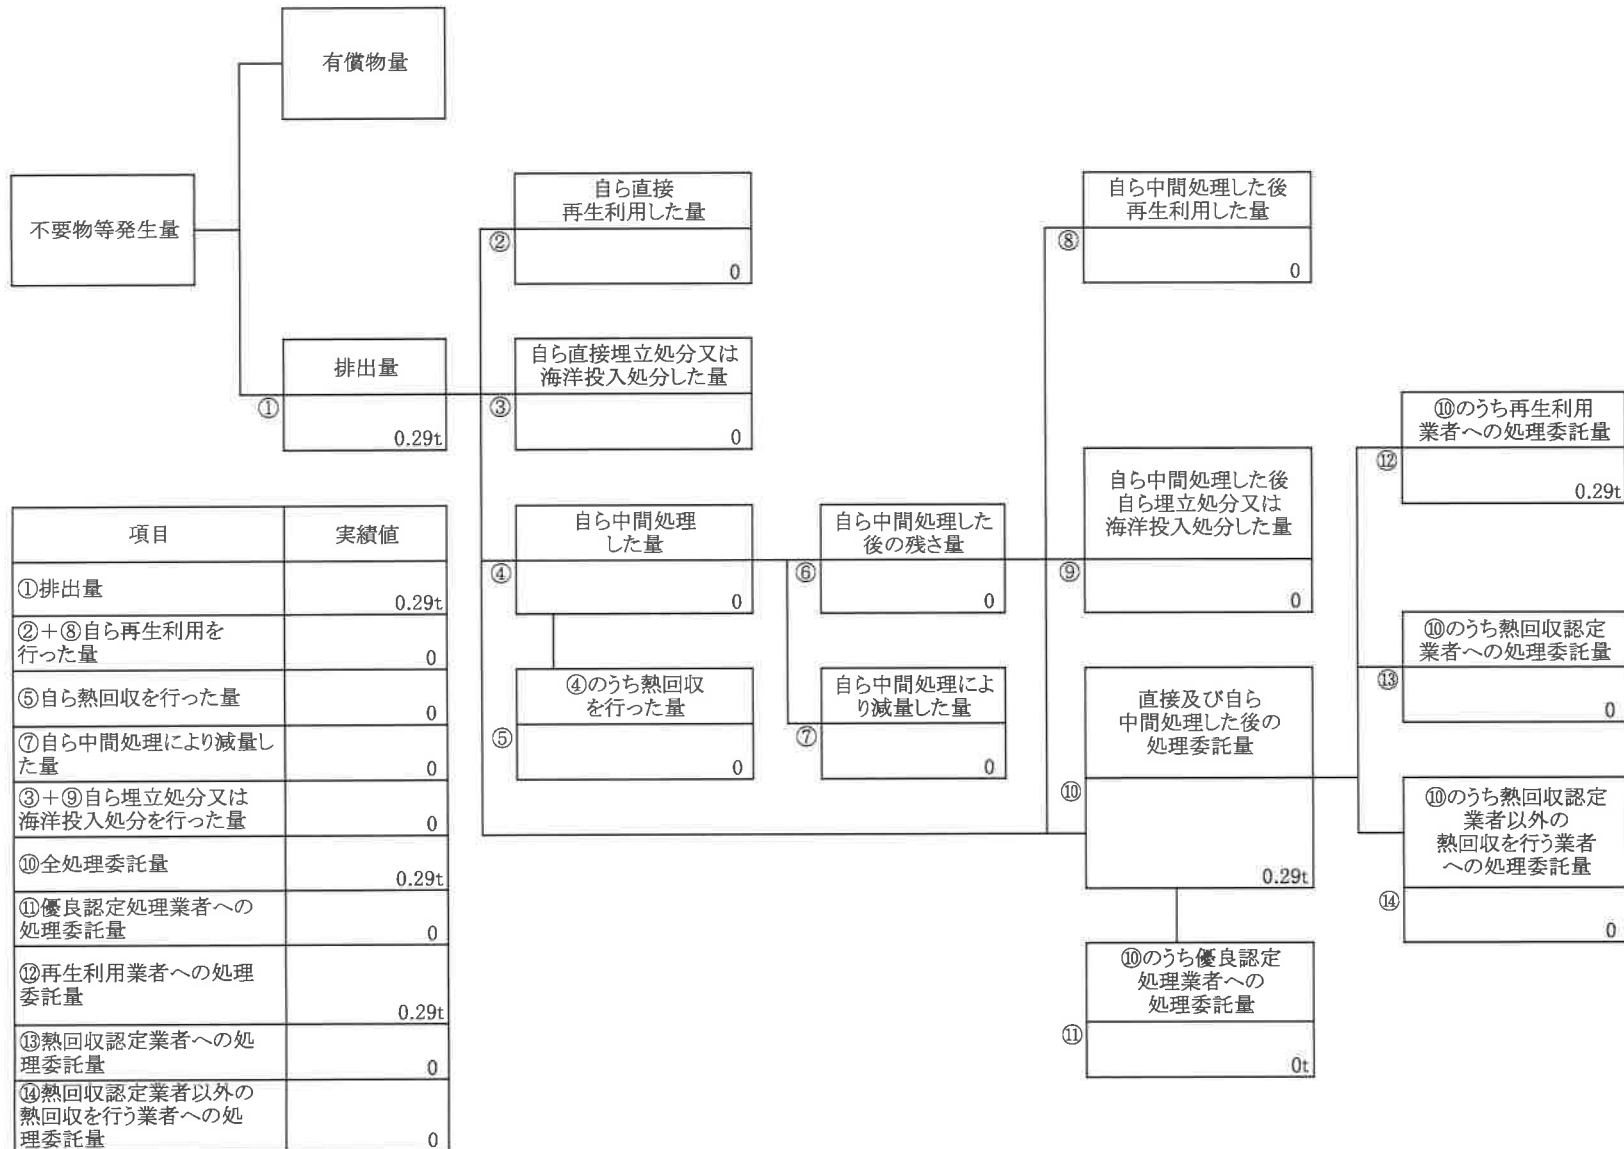 有償物量
不要物等発生量
排出量
①
0.29t
自ら直接
再生利用した量
②
0
自ら直接埋立処分又は
海洋投入処分した量
③
0
自ら中間処理
した量
④
0
④のうち熱回収
を行った量
⑤
0
自ら中間処理した
後の残さ量
⑥
0
自ら中間処理によ
り減量した量
⑦
0
自ら中間処理した後
再生利用した量
⑧
0
自ら中間処理した後
自ら埋立処分又は
海洋投入処分した量
⑨
0
直接及び自ら
中間処理した後の
処理委託量
⑩
0.29t
⑩のうち優良認定
処理業者への
処理委託量
⑪
0t
⑩のうち再生利用
業者への処理委託量
⑫
0.29t
⑩のうち熱回収認定
業者への処理委託量
⑬
0
⑩のうち熱回収認定
業者以外の
熱回収を行う業者
への処理委託量
⑭
0
項目 実績値
①排出量 0.29t
②+⑧自ら再生利用を
行った量 0
⑤自ら熱回収を行った量 0
⑦自ら中間処理により減量し
た量 0
③+⑨自ら埋立処分又は
海洋投入処分を行った量 0
⑩全処理委託量 0.29t
⑪優良認定処理業者への
処理委託量 0
⑫再生利用業者への処理
委託量 0.29t
⑬熱回収認定業者への処
理委託量 0
⑭熱回収認定業者以外の
熱回収を行う業者への処
理委託量 0